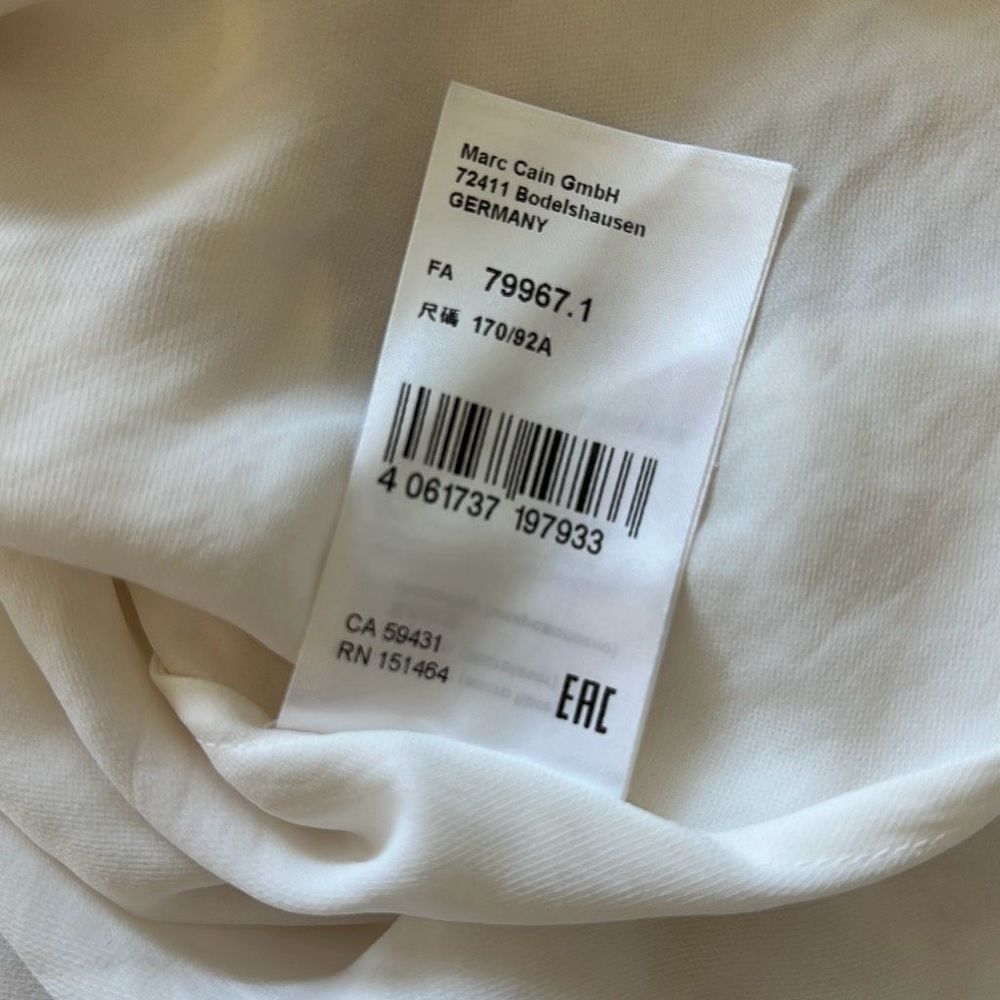 Marc Cain GmbH
72411 Bodelshausen
GERMANY
FA 79967.1
尺碼 170/92A
4 061737 197933
CA 59431
RN 151464
EAC